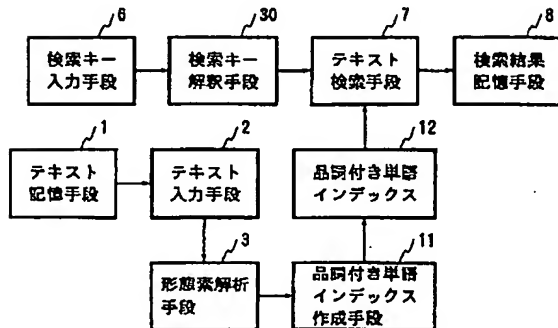 6
検索キー
入力手段
30
検索キー
解釈手段
7
テキスト
検索手段
8
検索結果
記憶手段
1
テキスト
記憶手段
2
テキスト
入力手段
12
品詞付き単語
インデックス
3
形態素解析
手段
11
品詞付き単語
インデックス
作成手段